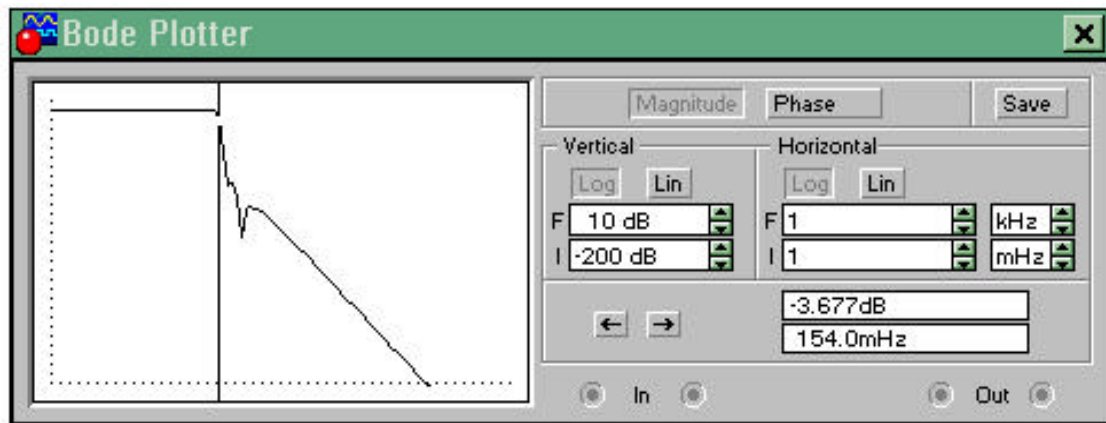 Bode Plotter
Magnitude Phase Save
Vertical Horizontal
Log Lin Log Lin
F 10 dB F 1 kHz
I -200 dB I 1 mHz
← → -3.677dB
154.0mHz
In Out